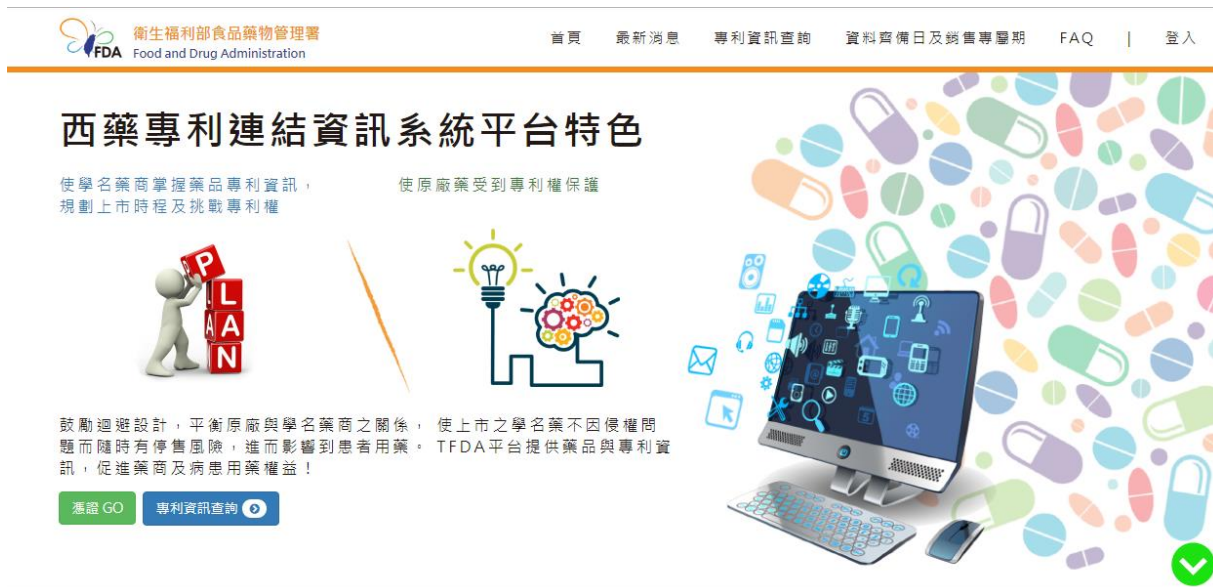 衛生福利部食品藥物管理署
FDA Food and Drug Administration
首頁 最新消息 專利資訊查詢 資料齊備日及銷售專屬期 FAQ | 登入
西藥專利連結資訊系統平台特色
使學名藥商掌握藥品專利資訊，
規劃上市時程及挑戰專利權
使原廠藥受到專利權保護
P
L
A A
N
鼓勵迴避設計，平衡原廠與學名藥商之關係， 使上市之學名藥不因侵權問
題而隨時有停售風險，進而影響到患者用藥。 TFDA平台提供藥品與專利資
訊，促進藥商及病患用藥權益！
憑證 GO
專利資訊查詢